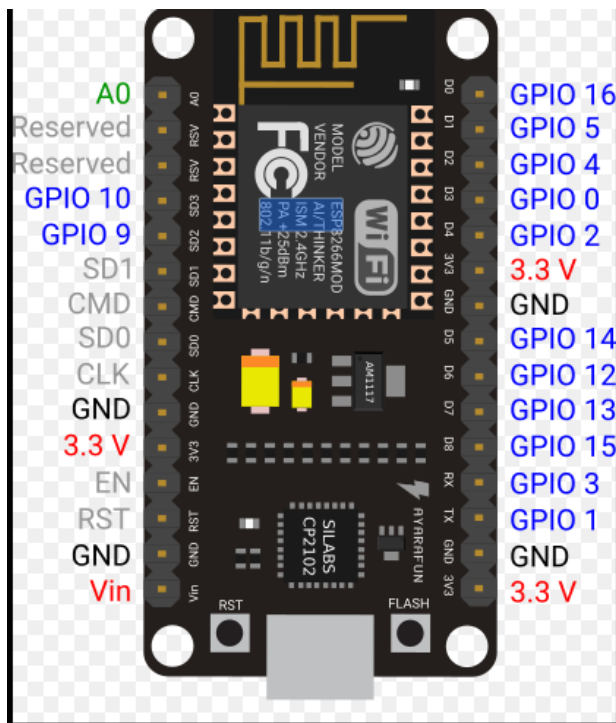 A0
Reserved
Reserved
GPIO 10
GPIO 9
SD1
CMD
SD0
CLK
GND
3.3 V
EN
RST
GND
Vin
A0
RSV
RSV
SD3
SD2
SD1
CMD
SD0
CLK
GND
3V3
EN
RST
GND
Vin
MODEL
VENDOR
FC
ESP8266MOD
AI/THINKER
ISM 2.4GHz
PA +25dBm
802.11b/g/n
Wi Fi
AM1117
SILABS
CP2102
AYARAFUN
RST
FLASH
D0
D1
D2
D3
D4
3V3
GND
D5
D6
D7
D8
RX
TX
GND
3V3
GPIO 16
GPIO 5
GPIO 4
GPIO 0
GPIO 2
3.3 V
GND
GPIO 14
GPIO 12
GPIO 13
GPIO 15
GPIO 3
GPIO 1
GND
3.3 V